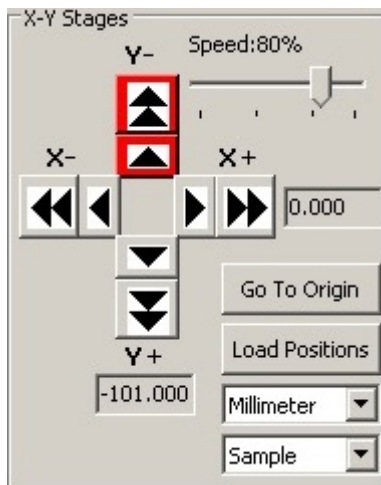 X-Y Stages
Y-
Speed:80%
X-
X+
0.000
Go To Origin
Load Positions
Y+
-101.000
Millimeter
Sample